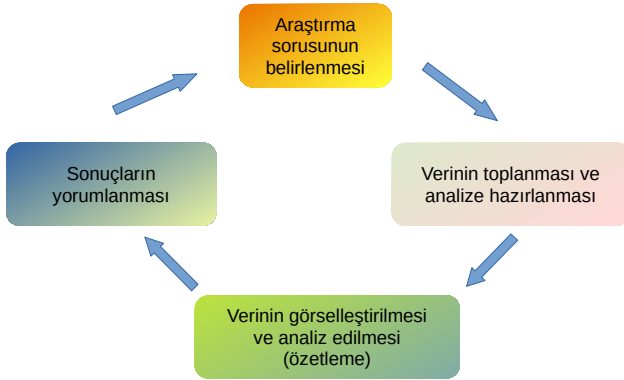 Araştırma
sorusunun
belirlenmesi
Verinin toplanması ve
analize hazırlanması
Verinin görselleştirilmesi
ve analiz edilmesi
(özetleme)
Sonuçların
yorumlanması